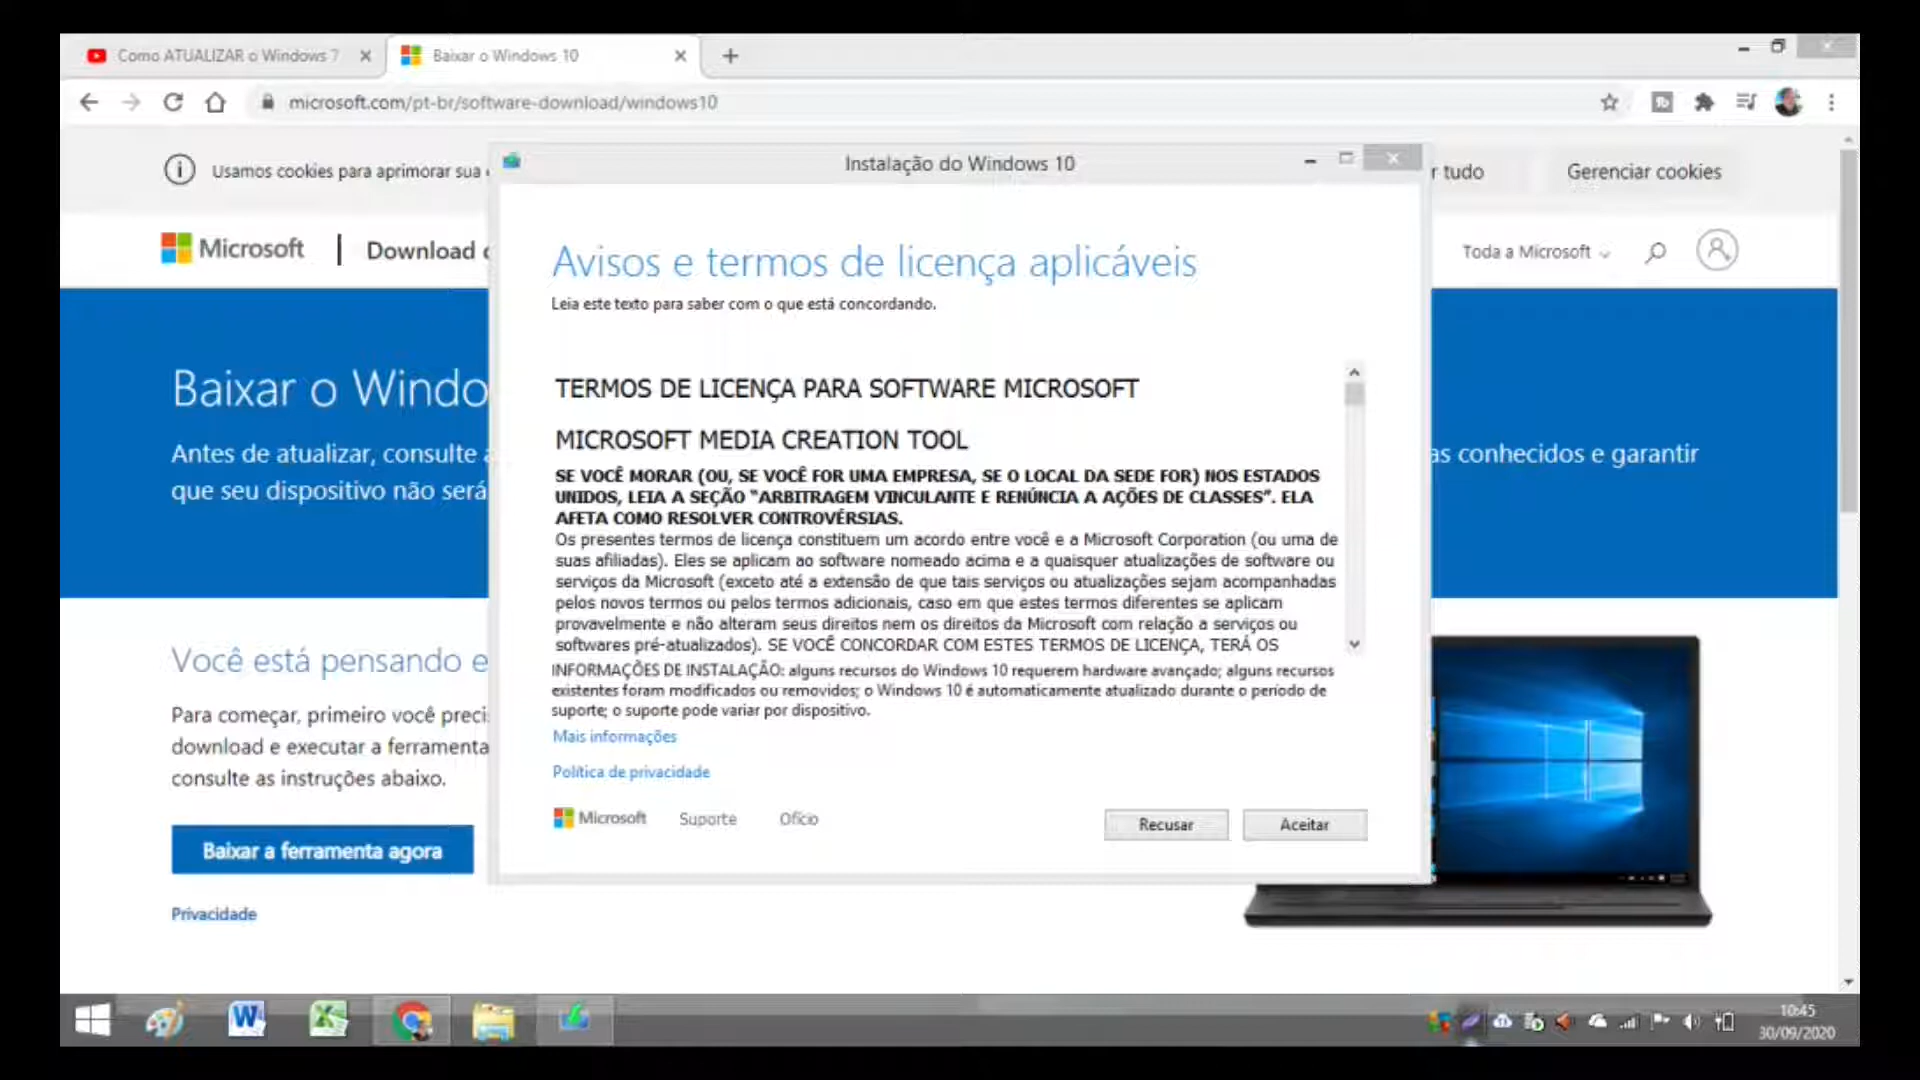 Como ATUALIZAR o Windows 7
Baixar o Windows 10
microsoft.com/pt-br/software-download/windows10
Usamos cookies para aprimorar sua
r tudo
Gerenciar cookies
Instalação do Windows 10
Microsoft
Download
Toda a Microsoft
Avisos e termos de licença aplicáveis
Leia este texto para saber com o que está concordando.
Baixar o Windo
Antes de atualizar, consulte a
as conhecidos e garantir
que seu dispositivo não será
TERMOS DE LICENÇA PARA SOFTWARE MICROSOFT
MICROSOFT MEDIA CREATION TOOL
SE VOCÊ MORAR (OU, SE VOCÊ FOR UMA EMPRESA, SE O LOCAL DA SEDE FOR) NOS ESTADOS
UNIDOS, LEIA A SEÇÃO “ARBITRAGEM VINCULANTE E RENÚNCIA A AÇÕES DE CLASSES”. ELA
AFETA COMO RESOLVER CONTROVÉRSIAS.
Os presentes termos de licença constituem um acordo entre você e a Microsoft Corporation (ou uma de
suas afiliadas). Eles se aplicam ao software nomeado acima e a quaisquer atualizações de software ou
serviços da Microsoft (exceto até a extensão de que tais serviços ou atualizações sejam acompanhadas
pelos novos termos ou pelos termos adicionais, caso em que estes termos diferentes se aplicam
provavelmente e não alteram seus direitos nem os direitos da Microsoft com relação a serviços ou
softwares pré-atualizados). SE VOCÊ CONCORDAR COM ESTES TERMOS DE LICENÇA, TERÁ OS
INFORMAÇÕES DE INSTALAÇÃO: alguns recursos do Windows 10 requerem hardware avançado; alguns recursos
existentes foram modificados ou removidos; o Windows 10 é automaticamente atualizado durante o período de
suporte; o suporte pode variar por dispositivo.
Mais informações
Política de privacidade
Microsoft
Suporte
Ofício
Recusar
Aceitar
Você está pensando e
Para começar, primeiro você preci
download e executar a ferramenta
consulte as instruções abaixo.
Baixar a ferramenta agora
Privacidade
10:45
30/09/2020